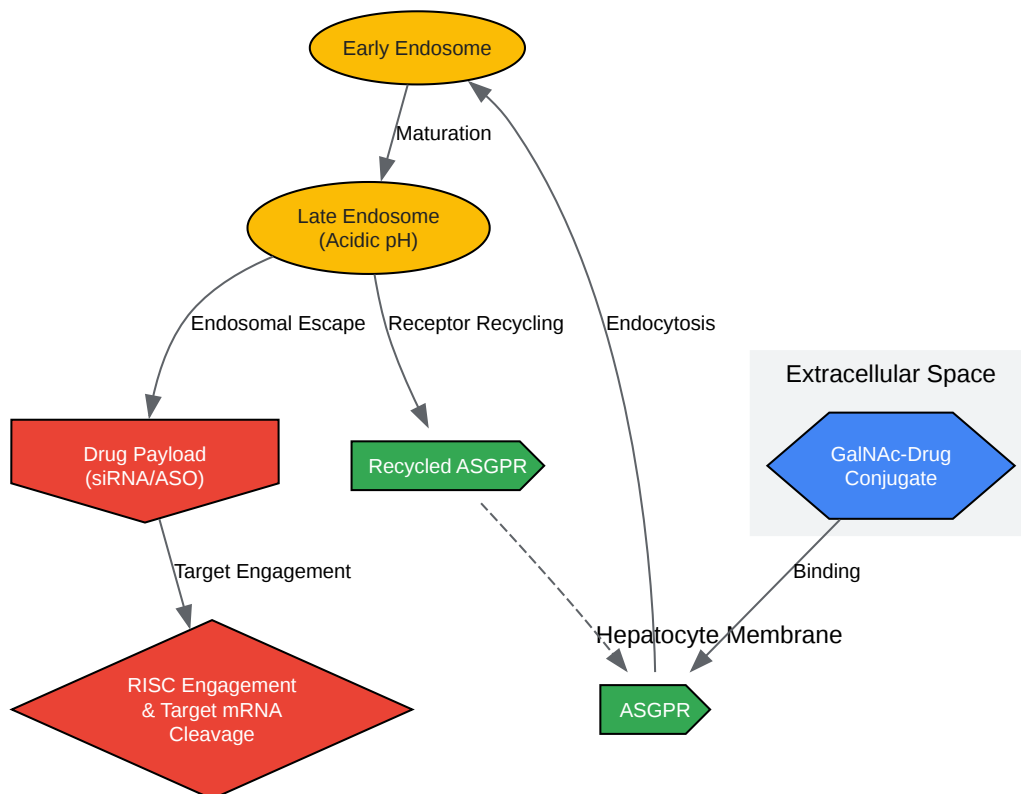 Early Endosome
Maturation
Late Endosome
(Acidic pH)
Endosomal Escape
Receptor Recycling
Endocytosis
Extracellular Space
GalNAc-Drug
Conjugate
Drug Payload
(siRNA/ASO)
Recycled ASGPR
Target Engagement
Binding
Hepatocyte Membrane
RISC Engagement
& Target mRNA
Cleavage
ASGPR